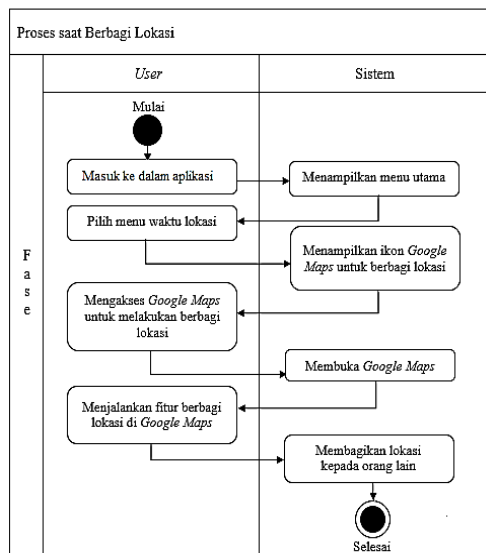 Proses saat Berbagi Lokasi
User
Sistem
Fase
Mulai
Masuk ke dalam aplikasi
Menampilkan menu utama
Pilih menu waktu lokasi
Menampilkan ikon Google
Maps untuk berbagi lokasi
Mengakses Google Maps
untuk melakukan berbagi
lokasi
Membuka Google Maps
Menjalankan fitur berbagi
lokasi di Google Maps
Membagikan lokasi
kepada orang lain
Selesai